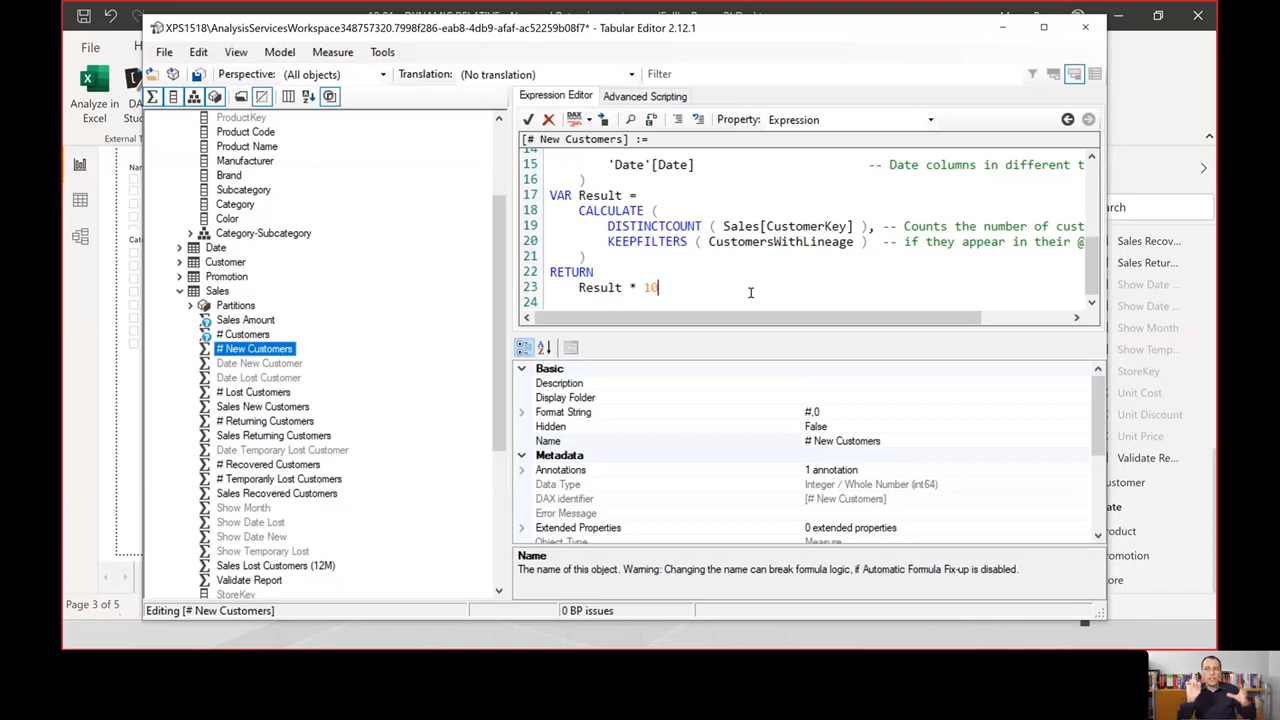 XPS1518\AnalysisServicesWorkspace348757320.7998f286-eab8-4db9-afaf-ac52259b08f7* - Tabular Editor 2.12.1
File
File Edit View Model Measure Tools
Perspective: (All objects) Translation: (No translation) Filter
Analyze in
Excel
DA
Stud
External T
Expression Editor Advanced Scripting
DAX Property: Expression
[# New Customers] :=
14
15 'Date'[Date] -- Date columns in different t
16 )
17 VAR Result =
18 CALCULATE (
19 DISTINCTCOUNT ( Sales[CustomerKey] ), -- Counts the number of cust
20 KEEPFILTERS ( CustomersWithLineage ) -- if they appear in their @
21 )
22 RETURN
23 Result * 10
24
ProductKey
Product Code
Product Name
Manufacturer
Brand
Subcategory
Category
Color
Category-Subcategory
Date
Customer
Promotion
Sales
Partitions
Sales Amount
# Customers
# New Customers
Date New Customer
Date Lost Customer
# Lost Customers
Sales New Customers
# Returning Customers
Sales Returning Customers
Date Temporary Lost Customer
# Recovered Customers
# Temporarily Lost Customers
Sales Recovered Customers
Show Month
Show Date Lost
Show Date New
Show Temporary Lost
Sales Lost Customers (12M)
Validate Report
StoreKey
Basic
Description
Display Folder
Format String #,0
Hidden False
Name # New Customers
Metadata
Annotations 1 annotation
Data Type Integer / Whole Number (int64)
DAX identifier [# New Customers]
Error Message
Extended Properties 0 extended properties
Object Type Measure
Name
The name of this object. Warning: Changing the name can break formula logic, if Automatic Formula Fix-up is disabled.
Editing [# New Customers] 0 BP issues
Page 3 of 5
arch
Sales Recov...
Sales Retur...
Show Date ...
Show Date ...
Show Month
Show Temp...
StoreKey
Unit Cost
Unit Discount
Unit Price
Validate Re...
ustomer
ate
roduct
romotion
ore